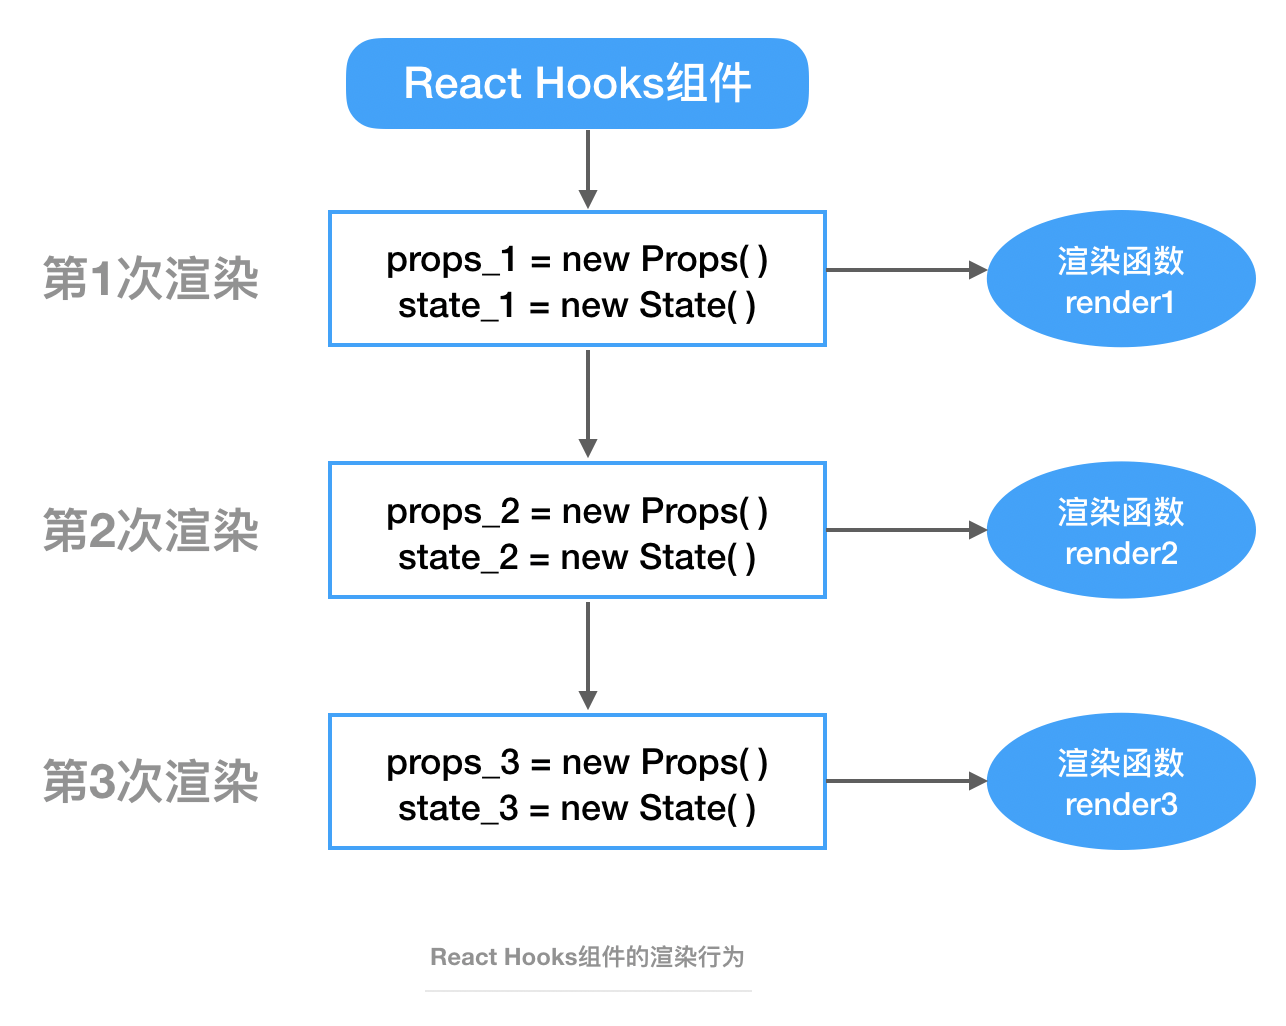 React Hooks组件
第1次渲染
props_1 = new Props( )
state_1 = new State( )
渲染函数
render1
第2次渲染
props_2 = new Props( )
state_2 = new State( )
渲染函数
render2
第3次渲染
props_3 = new Props( )
state_3 = new State( )
渲染函数
render3
React Hooks组件的渲染行为